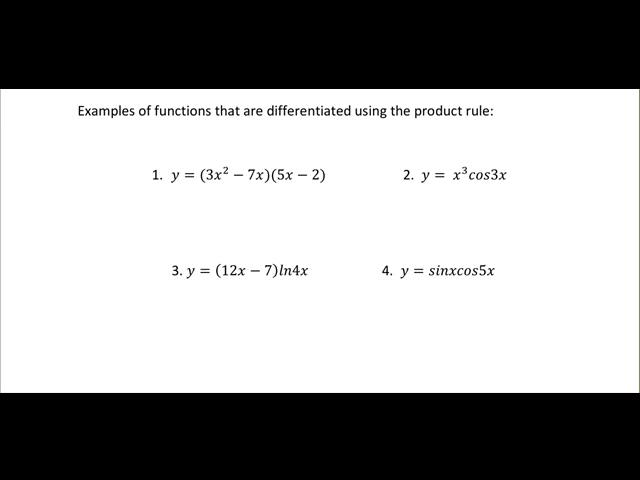 Examples of functions that are differentiated using the product rule:
1. y = (3x² − 7x)(5x − 2) 2. y = x³cos3x
3. y = (12x − 7)ln4x 4. y = sinxcos5x